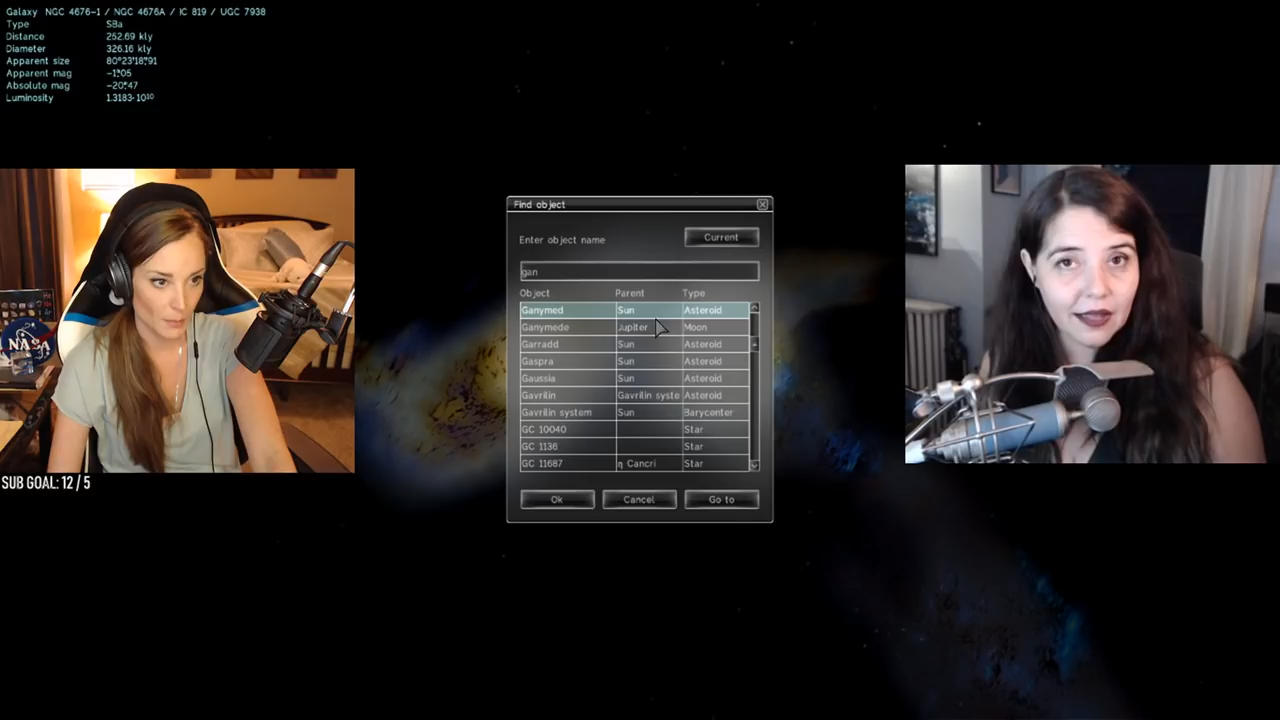 Galaxy NGC 4676-1 / NGC 4676A / IC 819 / UGC 7938
Type SBa
Distance 252.69 kly
Diameter 326.16 kly
Apparent size 80°23'18"91
Apparent mag -1.05
Absolute mag -20.47
Luminosity 1.3183·10¹⁰
Find object
Enter object name Current
gan
Object Parent Type
Ganymed Sun Asteroid
Ganymede Jupiter Moon
Garradd Sun Asteroid
Gaspra Sun Asteroid
Gaussia Sun Asteroid
Gavrilin Gavrilin syste Asteroid
Gavrilin system Sun Barycenter
GC 10040 Star
GC 1136 Star
GC 11687 η Cancri Star
Ok Cancel Go to
NASA
SUB GOAL: 12 / 5